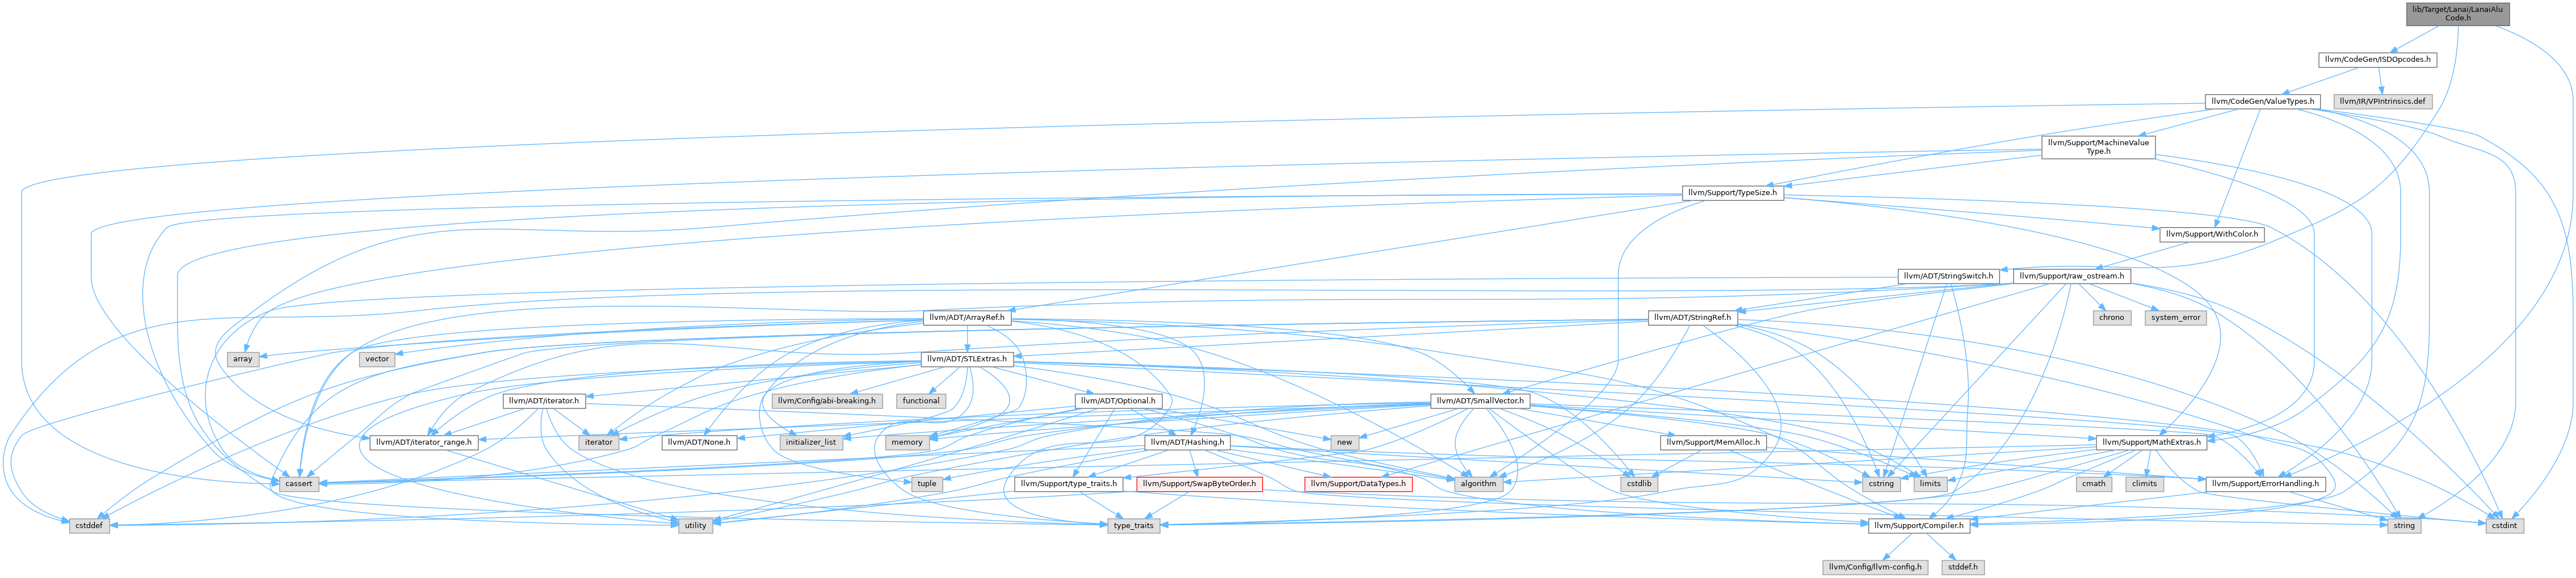 lib/Target/Lanai/LanaiAlu
Code.h
llvm/CodeGen/ISDOpcodes.h
llvm/CodeGen/ValueTypes.h
llvm/IR/VPIntrinsics.def
llvm/Support/MachineValue
Type.h
llvm/Support/TypeSize.h
llvm/Support/WithColor.h
llvm/ADT/StringSwitch.h
llvm/Support/raw_ostream.h
llvm/ADT/ArrayRef.h
llvm/ADT/StringRef.h
chrono
system_error
array
vector
llvm/ADT/STLExtras.h
llvm/ADT/iterator.h
llvm/Config/abi-breaking.h
functional
llvm/ADT/Optional.h
llvm/ADT/SmallVector.h
llvm/ADT/iterator_range.h
iterator
llvm/ADT/None.h
initializer_list
memory
llvm/ADT/Hashing.h
new
llvm/Support/MemAlloc.h
llvm/Support/MathExtras.h
cassert
tuple
llvm/Support/type_traits.h
llvm/Support/SwapByteOrder.h
llvm/Support/DataTypes.h
algorithm
cstdlib
cstring
limits
cmath
climits
llvm/Support/ErrorHandling.h
cstddef
utility
type_traits
llvm/Support/Compiler.h
string
cstdint
llvm/Config/llvm-config.h
stddef.h